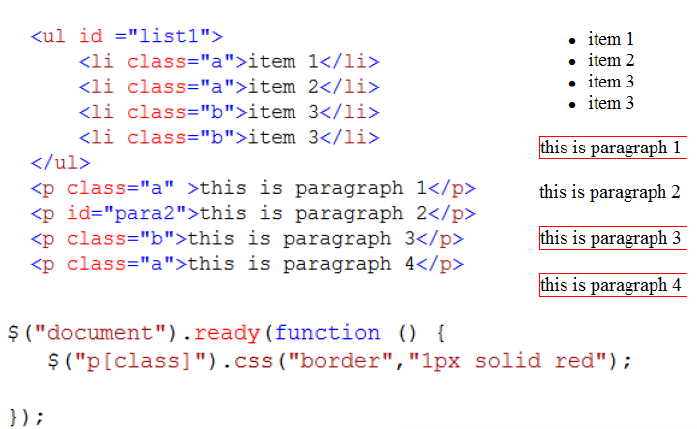 <ul id ="list1">
<li class="a">item 1</li>
<li class="a">item 2</li>
<li class="b">item 3</li>
<li class="b">item 3</li>
</ul>
<p class="a" >this is paragraph 1</p>
<p id="para2">this is paragraph 2</p>
<p class="b">this is paragraph 3</p>
<p class="a">this is paragraph 4</p>
item 1
item 2
item 3
item 3
this is paragraph 1
this is paragraph 2
this is paragraph 3
this is paragraph 4
$("document").ready(function () {
$("p[class]").css("border","1px solid red");
});